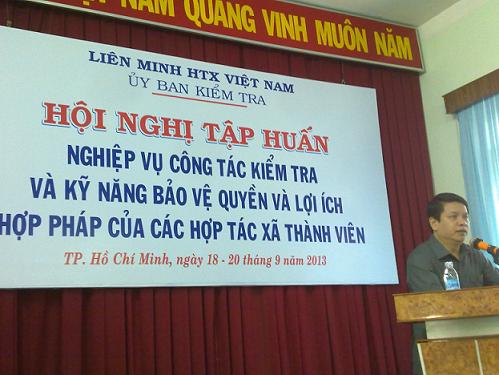 NAM QUANG VINH MUÔN NĂM
LIÊN MINH HTX VIỆT NAM
ỦY BAN KIỂM TRA
HỘI NGHỊ TẬP HUẤN
NGHIỆP VỤ CÔNG TÁC KIỂM TRA
VÀ KỸ NĂNG BẢO VỆ QUYỀN VÀ LỢI ÍCH
HỢP PHÁP CỦA CÁC HỢP TÁC XÃ THÀNH VIÊN
TP. Hồ Chí Minh, ngày 18 - 20 tháng 9 năm 2013